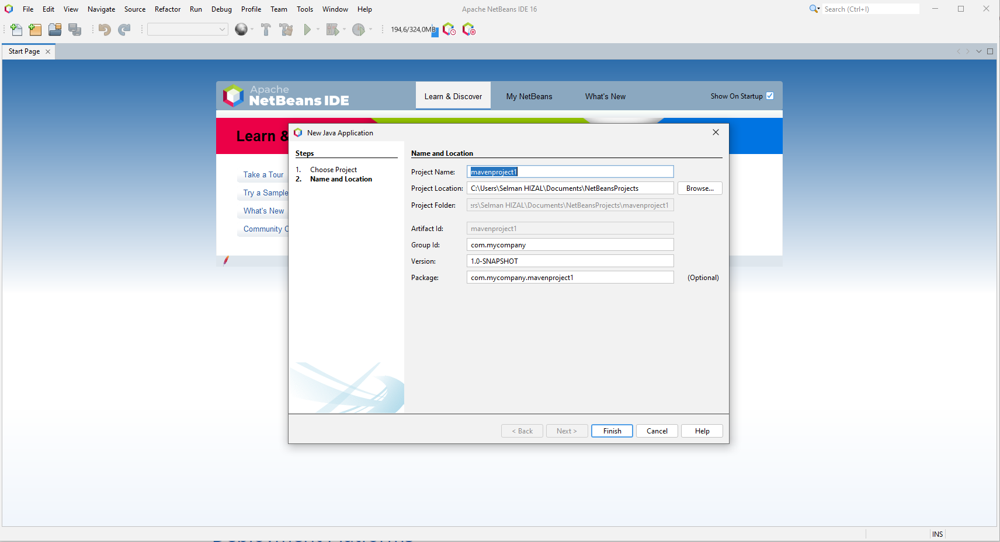 File Edit View Navigate Source Refactor Run Debug Profile Team Tools Window Help
Apache NetBeans IDE 16
Search (Ctrl+I)
194,6/324,0MB
Start Page
Apache
NetBeans IDE
Learn & Discover
My NetBeans
What's New
Show On Startup
Learn &
Take a Tour
Try a Sample
What's New
Community
New Java Application
Steps
1. Choose Project
2. Name and Location
Name and Location
Project Name: mavenproject1
Project Location: C:\Users\Selman HIZAL\Documents\NetBeansProjects Browse...
Project Folder: ers\Selman HIZAL\Documents\NetBeansProjects\mavenproject1
Artifact Id: mavenproject1
Group Id: com.mycompany
Version: 1.0-SNAPSHOT
Package: com.mycompany.mavenproject1 (Optional)
< Back Next > Finish Cancel Help
INS